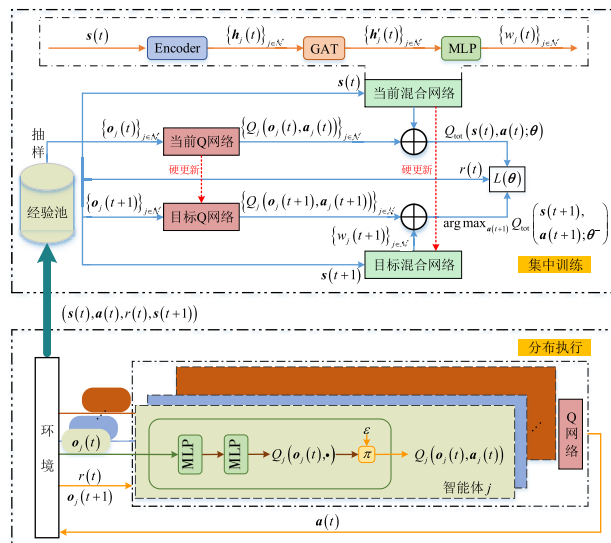 s(t) Encoder {h_j(t)}_{j∈𝒩} GAT {h'_j(t)}_{j∈𝒩} MLP {w_j(t)}_{j∈𝒩}
s(t) 当前混合网络
抽样 {o_j(t)}_{j∈𝒩} 当前Q网络 {Q_j(o_j(t),a_j(t))}_{j∈𝒩} Q_tot(s(t),a(t);θ)
硬更新 硬更新 r(t) L(θ)
经验池 {o_j(t+1)}_{j∈𝒩} 目标Q网络 {Q_j(o_j(t+1),a_j(t+1))}_{j∈𝒩} arg max_{a(t+1)} Q_tot(s(t+1), a(t+1);θ⁻)
{w_j(t+1)}_{j∈𝒩}
s(t+1) 目标混合网络 集中训练
(s(t),a(t),r(t),s(t+1))
分布执行
环境
o_j(t) MLP MLP Q_j(o_j(t),•) ε π Q_j(o_j(t),a_j(t)) Q网络
r(t)
o_j(t+1) 智能体 j
a(t)